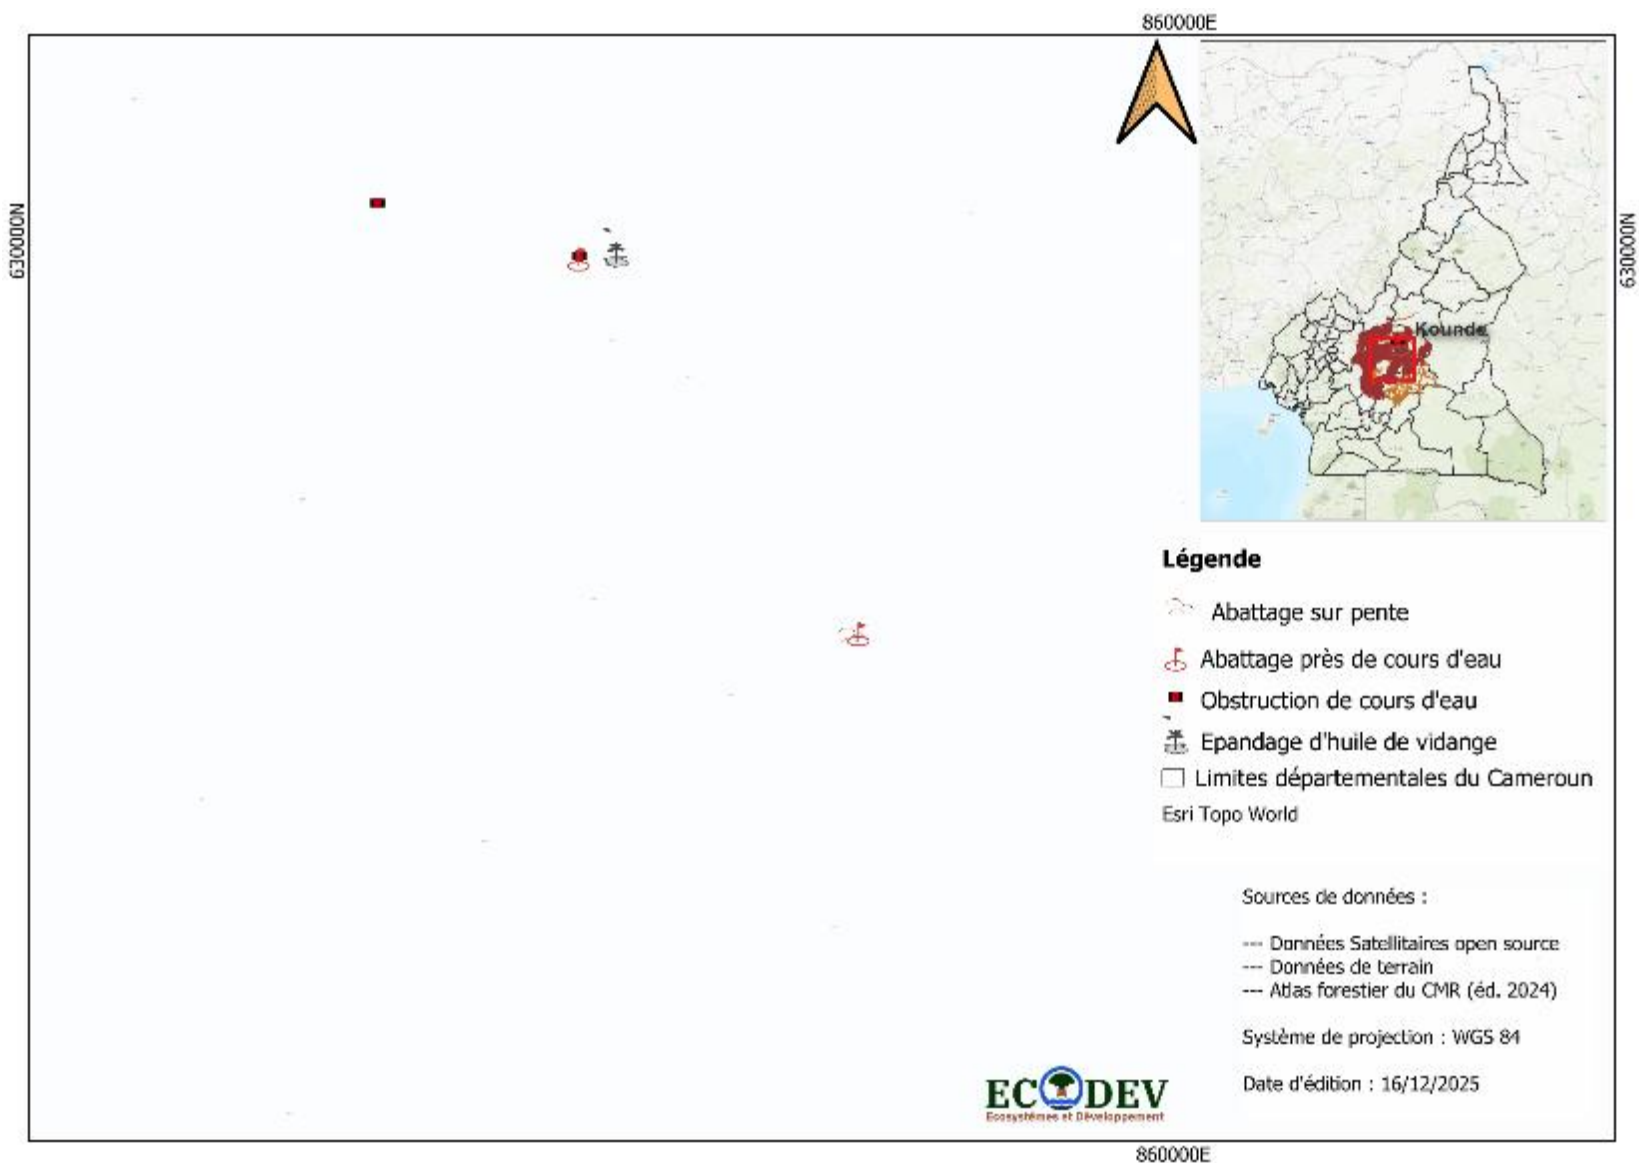 860000E
630000N
630000N
Kounde
Légende
Abattage sur pente
Abattage près de cours d'eau
Obstruction de cours d'eau
Epandage d'huile de vidange
Limites départementales du Cameroun
Esri Topo World
Sources de données :
--- Données Satellitaires open source
--- Données de terrain
--- Atlas forestier du CMR (éd. 2024)
Système de projection : WGS 84
Date d'édition : 16/12/2025
ECODEV
Ecosystèmes et Développement
860000E